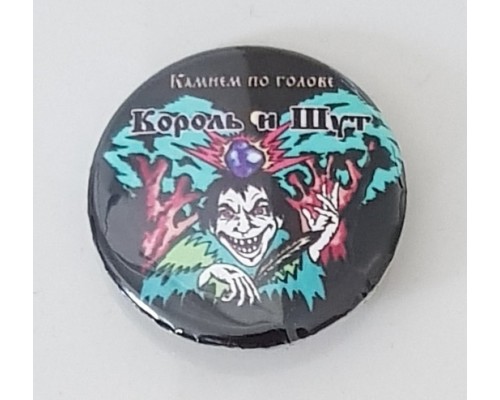 Камнем по голове
Король и Шут